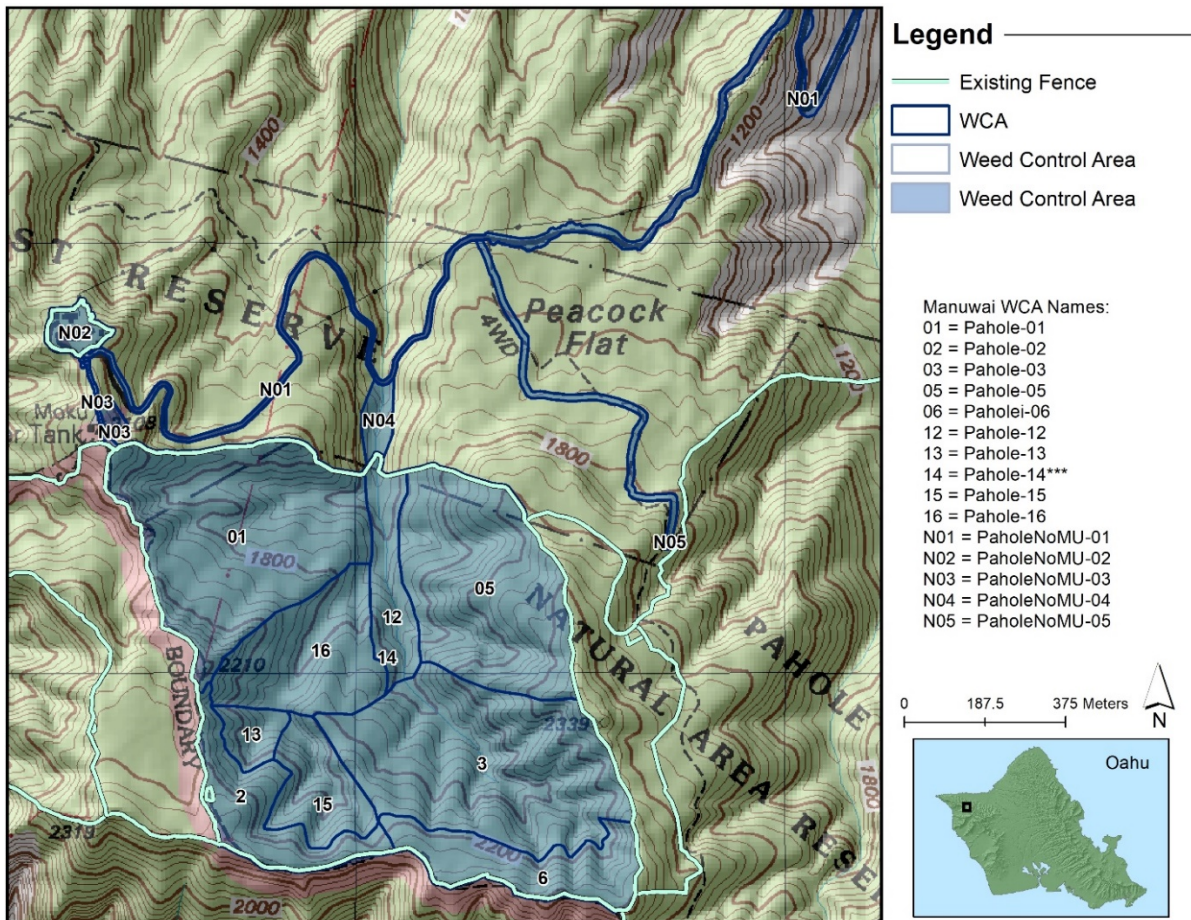 Legend
Existing Fence
WCA
Weed Control Area
Weed Control Area
Manuwai WCA Names:
01 = Pahole-01
02 = Pahole-02
03 = Pahole-03
05 = Pahole-05
06 = Paholei-06
12 = Pahole-12
13 = Pahole-13
14 = Pahole-14***
15 = Pahole-15
16 = Pahole-16
N01 = PaholeNoMU-01
N02 = PaholeNoMU-02
N03 = PaholeNoMU-03
N04 = PaholeNoMU-04
N05 = PaholeNoMU-05
0 187.5 375 Meters
N
Oahu
N01
1200
1400
ST RESERVE
Peacock
Flat
4WD
N02
N01
N03
N03
Moku
r Tank
N04
1200
1800
N05
01
1800
05
12
16
14
2210
BOUNDARY
NATURAL AREA RESE
PAHOLE
13
2339
3
2
15
1800
2319
2200
6
2000